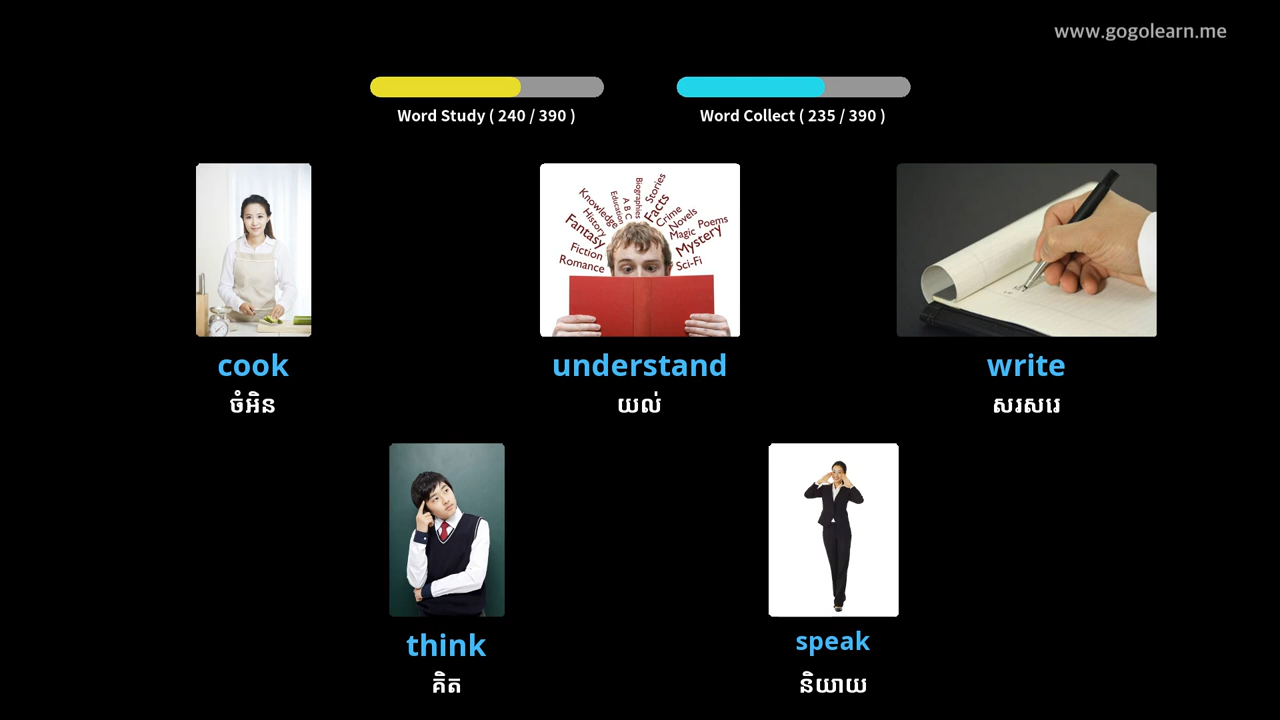 www.gogolearn.me
Word Study ( 240 / 390 )
Word Collect ( 235 / 390 )
Knowledge
Education
A B C
Biographies
Stories
Facts
Crime
Novels
History
Fantasy
Magic
Poems
Mystery
Fiction
Romance
Sci-Fi
cook
understand
write
ចំអិន
យល់
សរសរេ
think
speak
គិត
និយាយ